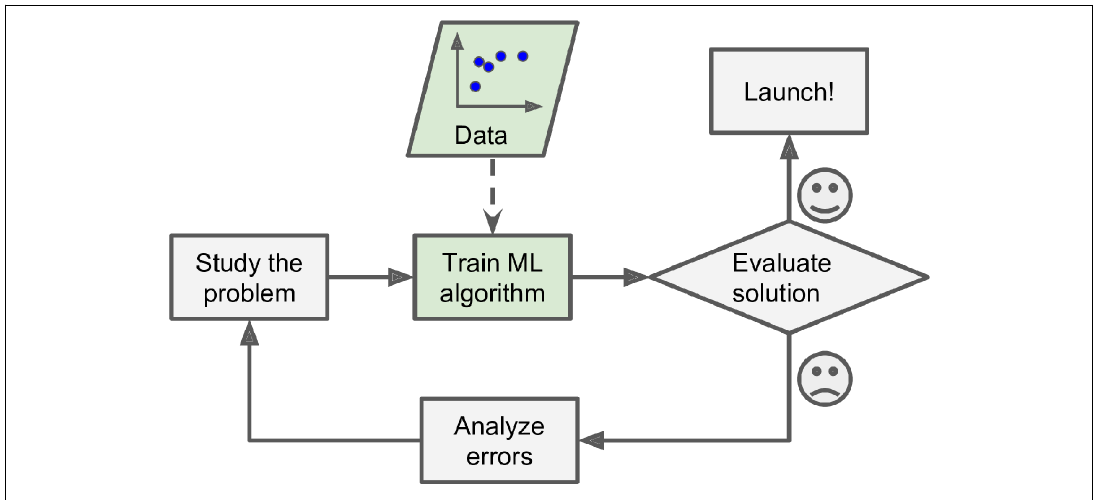 Data
Launch!
Study the
problem
Train ML
algorithm
Evaluate
solution
Analyze
errors